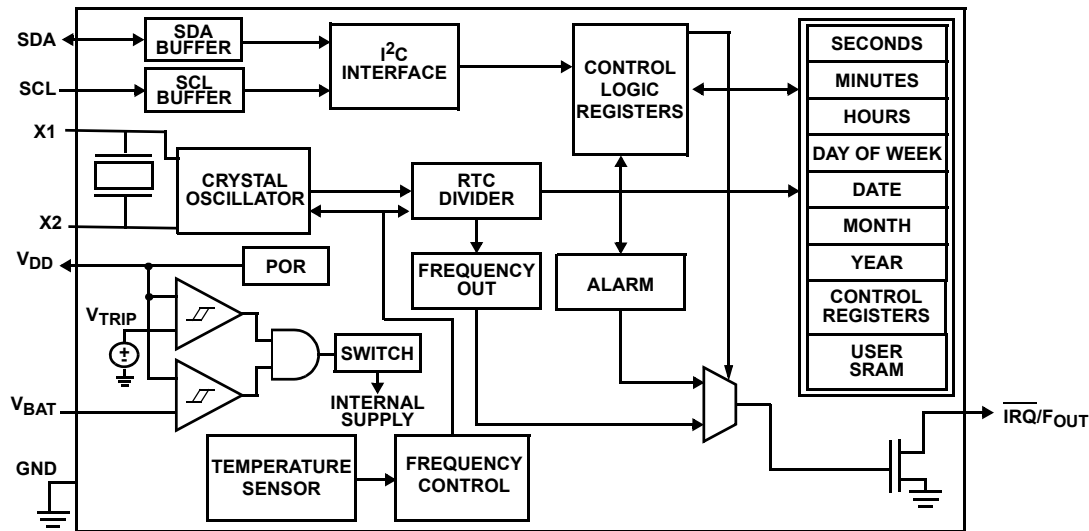 SDA
SDA
BUFFER
SCL
SCL
BUFFER
I²C
INTERFACE
CONTROL
LOGIC
REGISTERS
SECONDS
MINUTES
HOURS
DAY OF WEEK
DATE
MONTH
YEAR
CONTROL
REGISTERS
USER
SRAM
X1
X2
CRYSTAL
OSCILLATOR
RTC
DIVIDER
FREQUENCY
OUT
ALARM
VDD
POR
VTRIP
±
SWITCH
INTERNAL
SUPPLY
VBAT
GND
TEMPERATURE
SENSOR
FREQUENCY
CONTROL
IRQ/FOUT